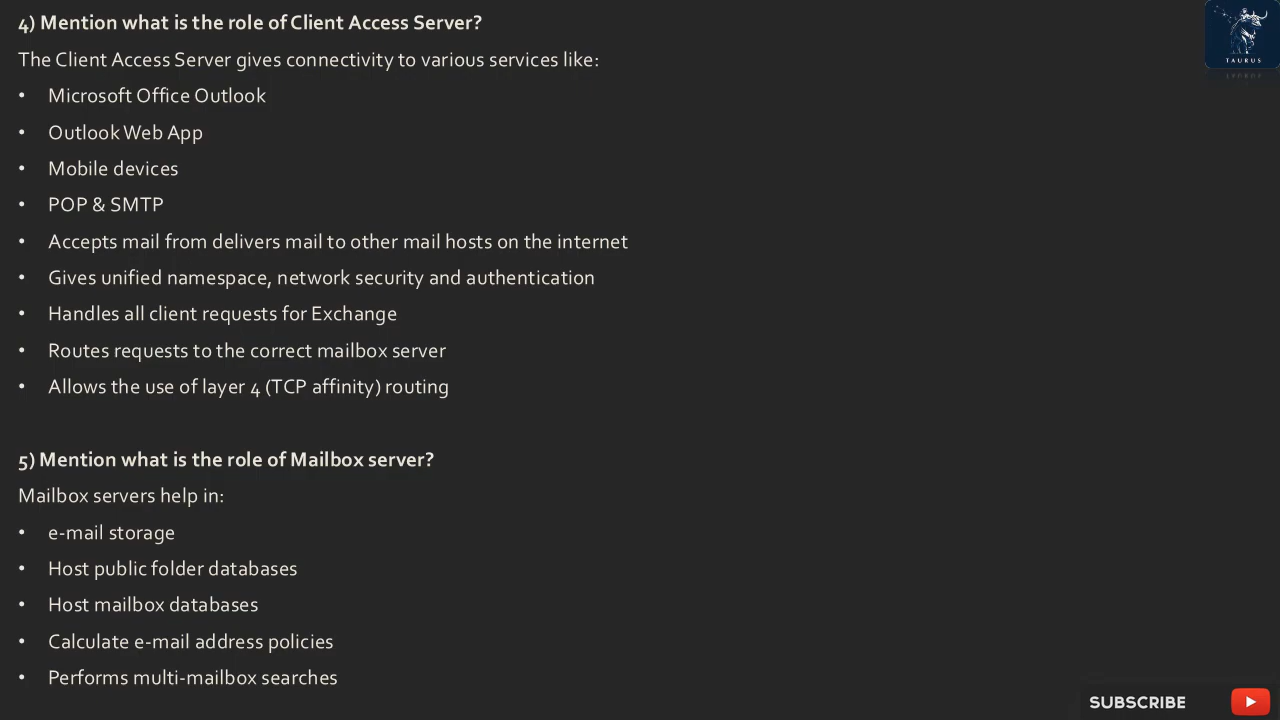 4) Mention what is the role of Client Access Server?
The Client Access Server gives connectivity to various services like:
• Microsoft Office Outlook
• Outlook Web App
• Mobile devices
• POP & SMTP
• Accepts mail from delivers mail to other mail hosts on the internet
• Gives unified namespace, network security and authentication
• Handles all client requests for Exchange
• Routes requests to the correct mailbox server
• Allows the use of layer 4 (TCP affinity) routing
5) Mention what is the role of Mailbox server?
Mailbox servers help in:
• e-mail storage
• Host public folder databases
• Host mailbox databases
• Calculate e-mail address policies
• Performs multi-mailbox searches
TAURUS
SUBSCRIBE